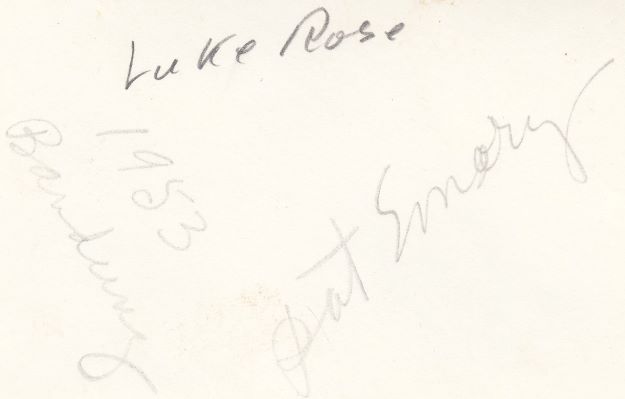 Luke Rose
1953
Bandung
Pat Emory